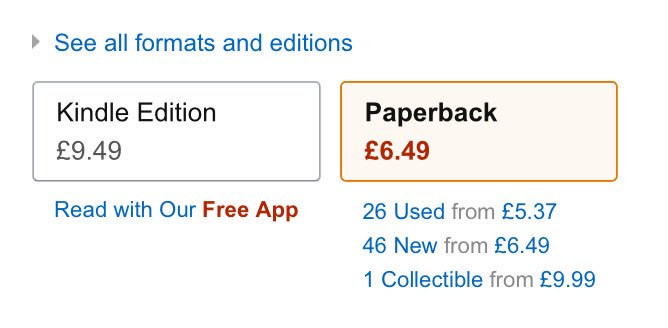 See all formats and editions
Kindle Edition
£9.49
Read with Our Free App
Paperback
£6.49
26 Used from £5.37
46 New from £6.49
1 Collectible from £9.99